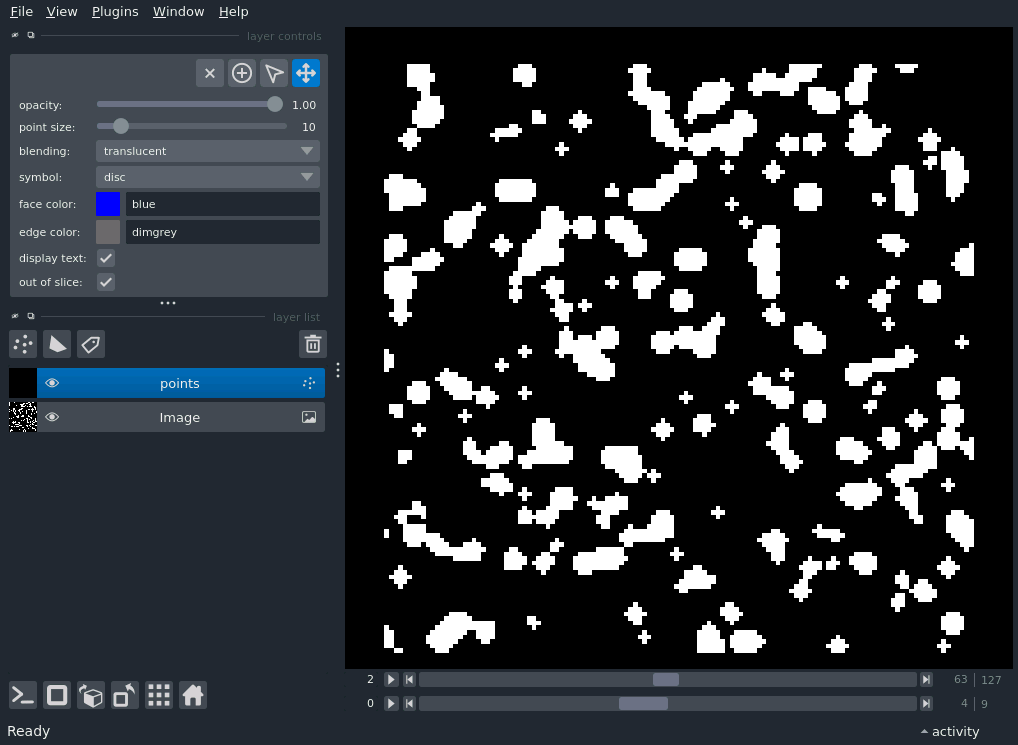 File View Plugins Window Help
layer controls
opacity: 1.00
point size: 10
blending: translucent
symbol: disc
face color: blue
edge color: dimgrey
display text:
out of slice:
layer list
points
Image
2 63 127
0 4 9
Ready activity